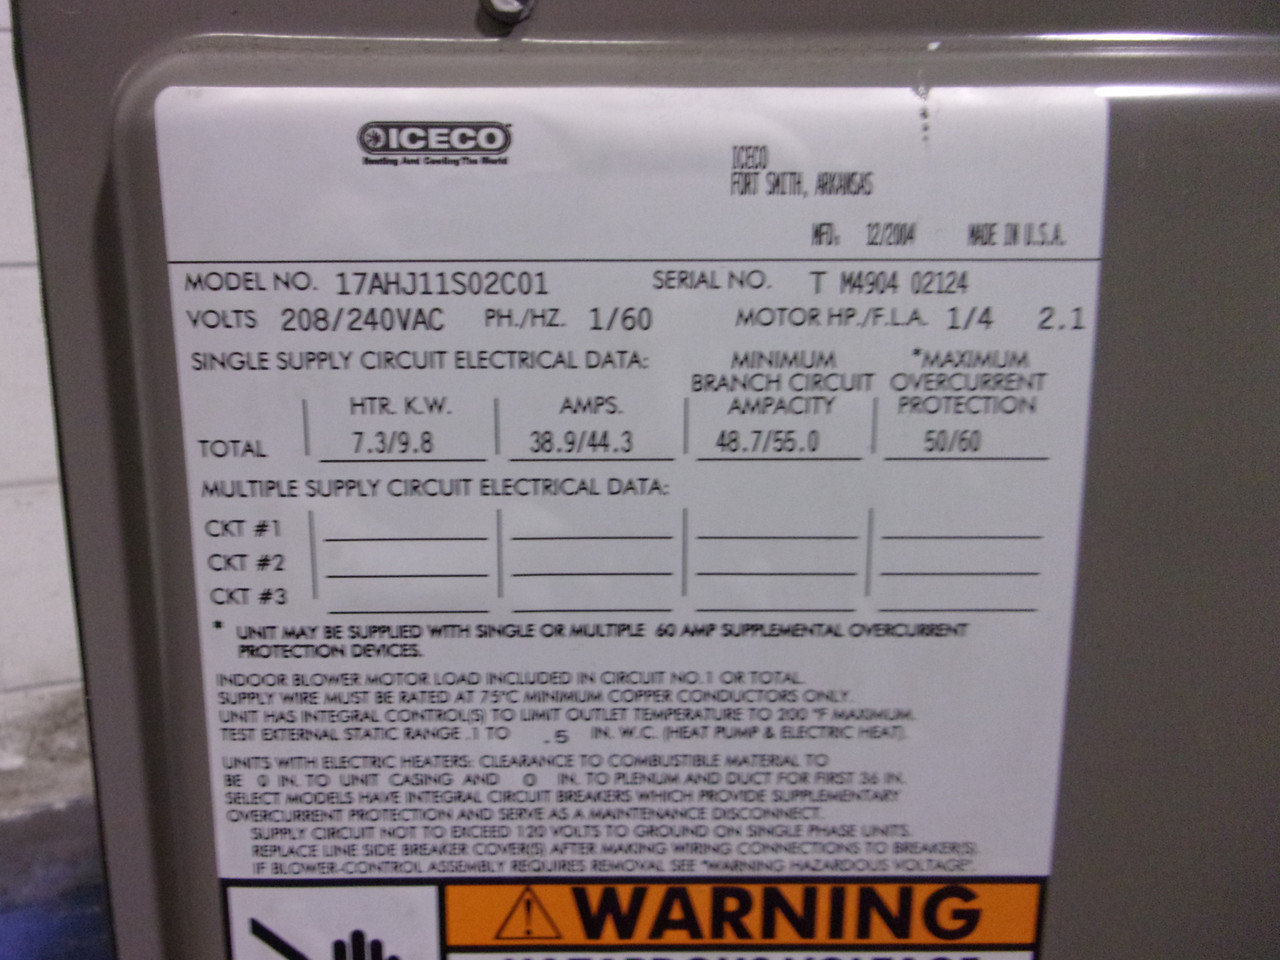 ICECO
Heating And Cooling The World
ICECO
FORT SMITH, ARKANSAS
MFD: 12/2004 MADE IN U.S.A.
MODEL NO. 17AHJ11S02C01 SERIAL NO. T M4904 02124
VOLTS 208/240VAC PH./HZ. 1/60 MOTOR HP./F.L.A. 1/4 2.1
SINGLE SUPPLY CIRCUIT ELECTRICAL DATA: MINIMUM *MAXIMUM
BRANCH CIRCUIT OVERCURRENT
HTR. K.W. AMPS. AMPACITY PROTECTION
TOTAL 7.3/9.8 38.9/44.3 48.7/55.0 50/60
MULTIPLE SUPPLY CIRCUIT ELECTRICAL DATA:
CKT #1
CKT #2
CKT #3
* UNIT MAY BE SUPPLIED WITH SINGLE OR MULTIPLE 60 AMP SUPPLEMENTAL OVERCURRENT
PROTECTION DEVICES.
INDOOR BLOWER MOTOR LOAD INCLUDED IN CIRCUIT NO.1 OR TOTAL.
SUPPLY WIRE MUST BE RATED AT 75°C MINIMUM COPPER CONDUCTORS ONLY.
UNIT HAS INTEGRAL CONTROL(S) TO LIMIT OUTLET TEMPERATURE TO 200 °F MAXIMUM.
TEST EXTERNAL STATIC RANGE .1 TO .5 IN. W.C. (HEAT PUMP & ELECTRIC HEAT).
UNITS WITH ELECTRIC HEATERS: CLEARANCE TO COMBUSTIBLE MATERIAL TO
BE 0 IN. TO UNIT CASING AND 0 IN. TO PLENUM AND DUCT FOR FIRST 36 IN.
SELECT MODELS HAVE INTEGRAL CIRCUIT BREAKERS WHICH PROVIDE SUPPLEMENTARY
OVERCURRENT PROTECTION AND SERVE AS A MAINTENANCE DISCONNECT.
SUPPLY CIRCUIT NOT TO EXCEED 120 VOLTS TO GROUND ON SINGLE PHASE UNITS.
REPLACE LINE SIDE BREAKER COVER(S) AFTER MAKING WIRING CONNECTIONS TO BREAKER(S).
IF BLOWER-CONTROL ASSEMBLY REQUIRES REMOVAL SEE "WARNING HAZARDOUS VOLTAGE".
WARNING
HAZARDOUS VOLTAGE